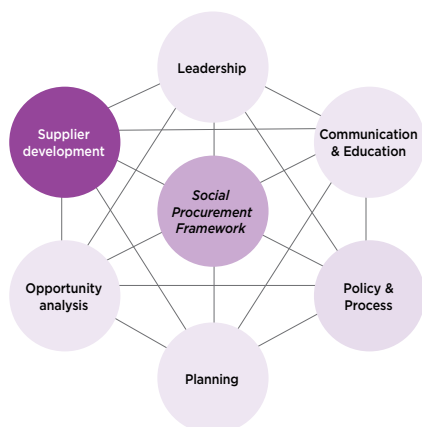 Leadership
Supplier
development
Communication
& Education
Social
Procurement
Framework
Opportunity
analysis
Policy &
Process
Planning